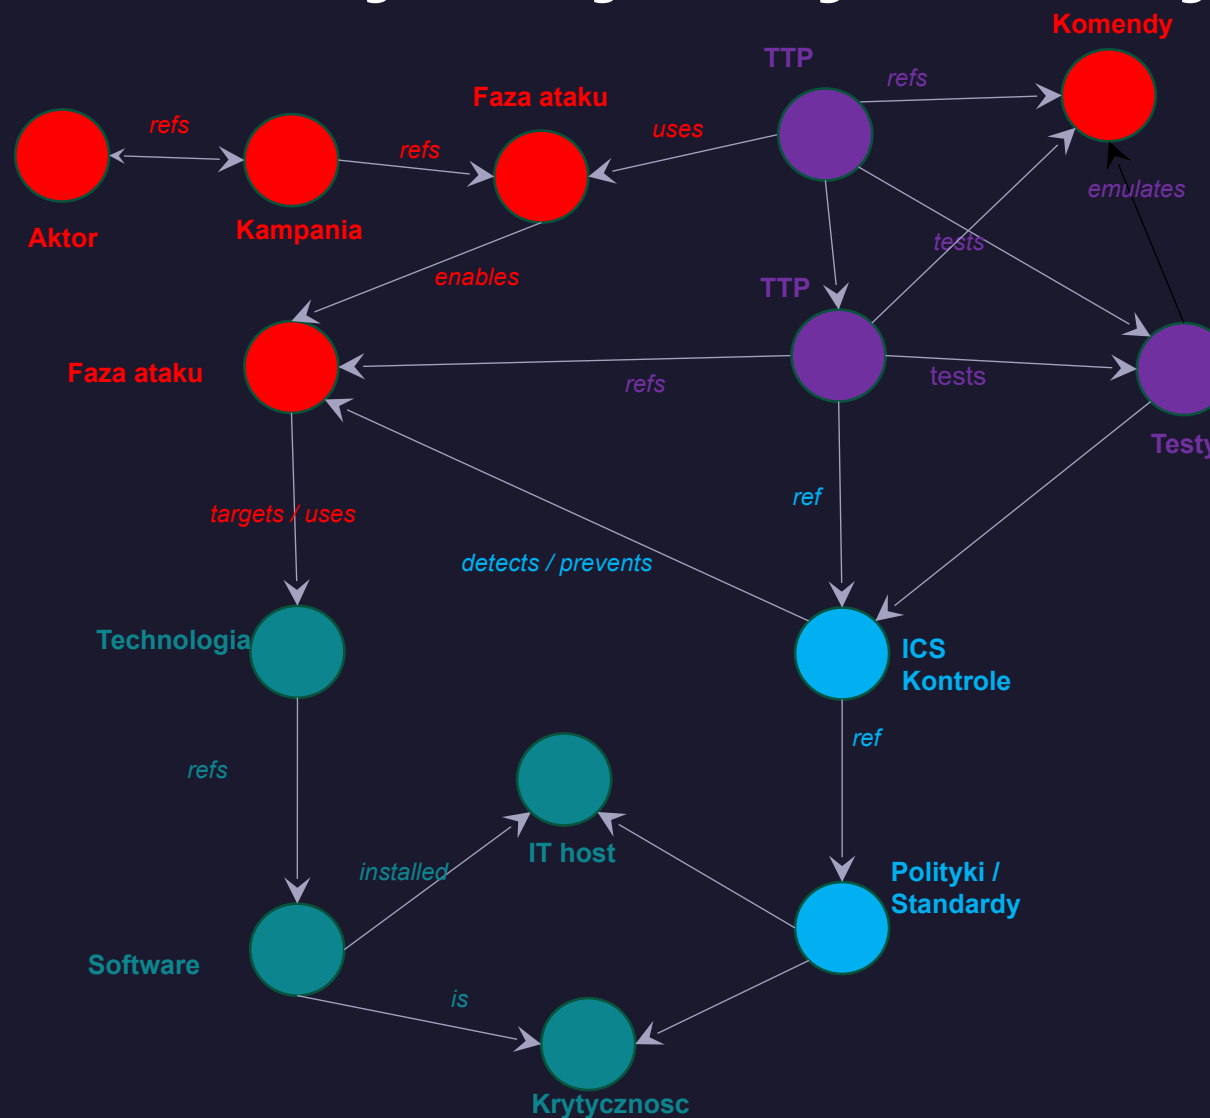 Komendy
TTP
refs
Faza ataku
refs
uses
refs
emulates
Aktor
Kampania
tests
enables
TTP
Faza ataku
refs
tests
ref
targets / uses
detects / prevents
Technologia
ICS
Kontrole
ref
refs
IT host
installed
Polityki /
Standardy
Software
is
Krytycznosc